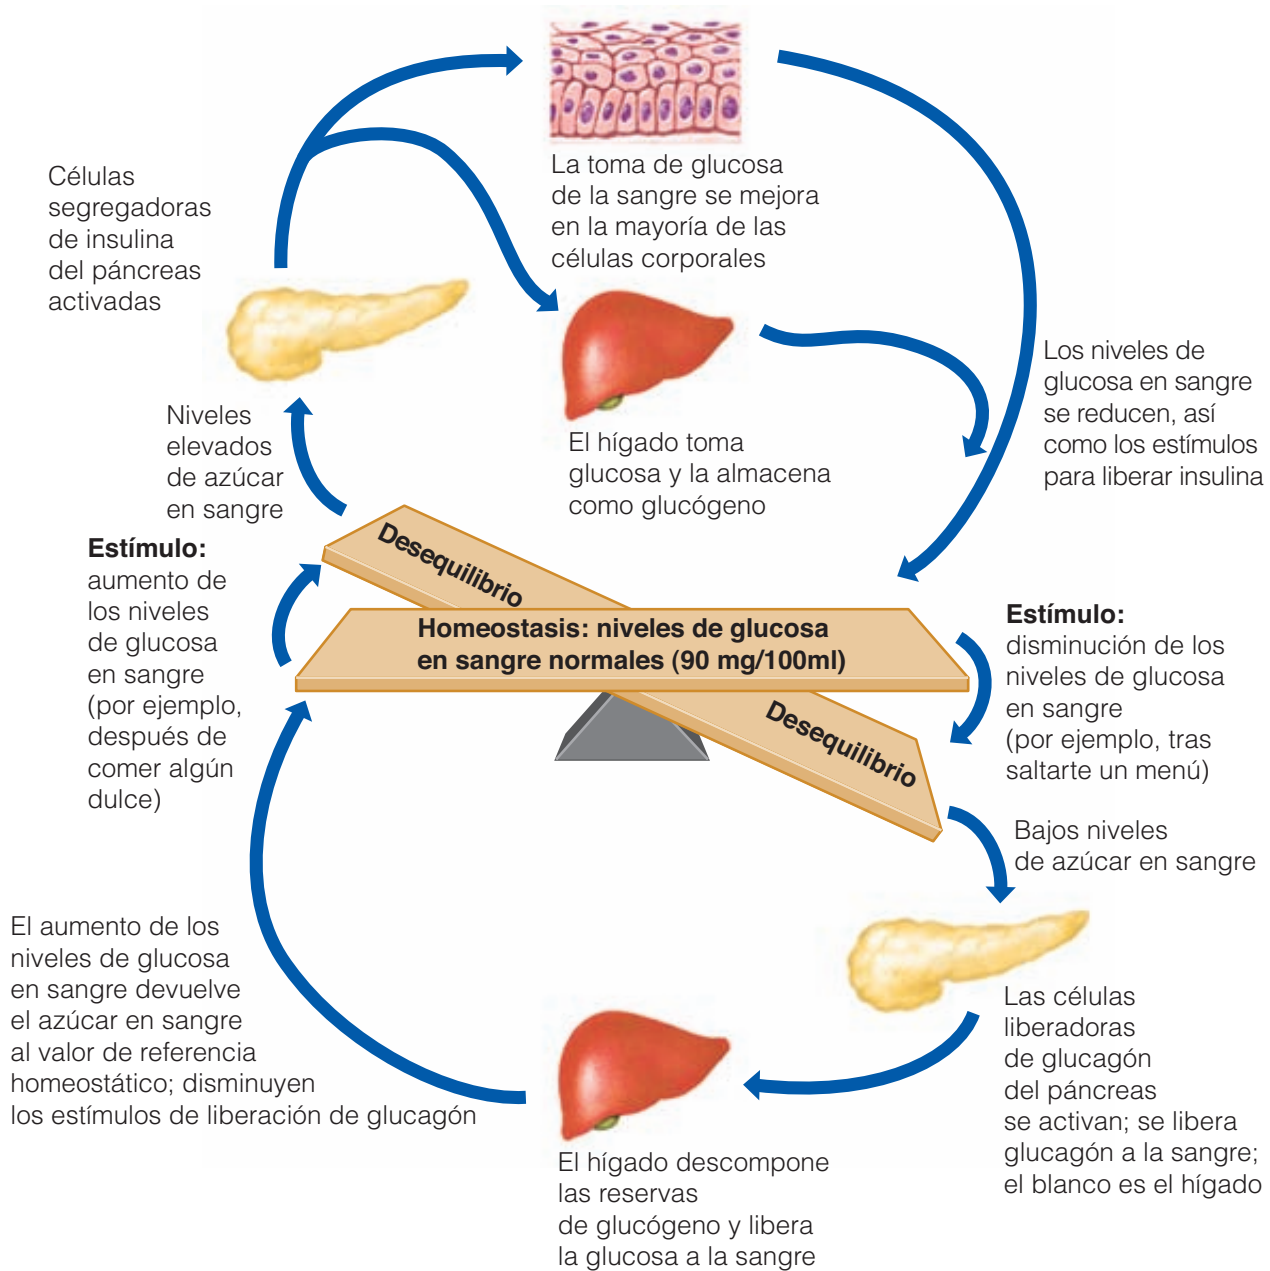 Células
segregadoras
de insulina
del páncreas
activadas
La toma de glucosa
de la sangre se mejora
en la mayoría de las
células corporales
Niveles
elevados
de azúcar
en sangre
El hígado toma
glucosa y la almacena
como glucógeno
Los niveles de
glucosa en sangre
se reducen, así
como los estímulos
para liberar insulina
Estímulo:
aumento de
los niveles
de glucosa
en sangre
(por ejemplo,
después de
comer algún
dulce)
Desequilibrio
Homeostasis: niveles de glucosa
en sangre normales (90 mg/100ml)
Desequilibrio
Estímulo:
disminución de los
niveles de glucosa
en sangre
(por ejemplo, tras
saltarte un menú)
Bajos niveles
de azúcar en sangre
Las células
liberadoras
de glucagón
del páncreas
se activan; se libera
glucagón a la sangre;
el blanco es el hígado
El hígado descompone
las reservas
de glucógeno y libera
la glucosa a la sangre
El aumento de los
niveles de glucosa
en sangre devuelve
el azúcar en sangre
al valor de referencia
homeostático; disminuyen
los estímulos de liberación de glucagón